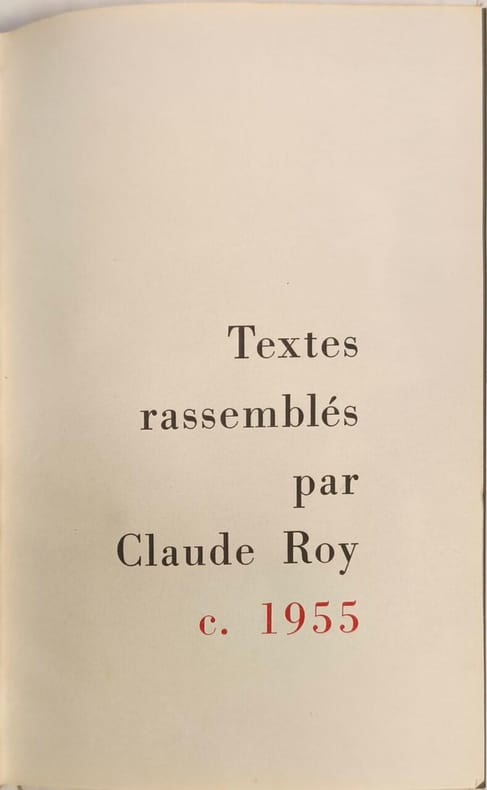 Textes
rassemblés
par
Claude Roy
c. 1955